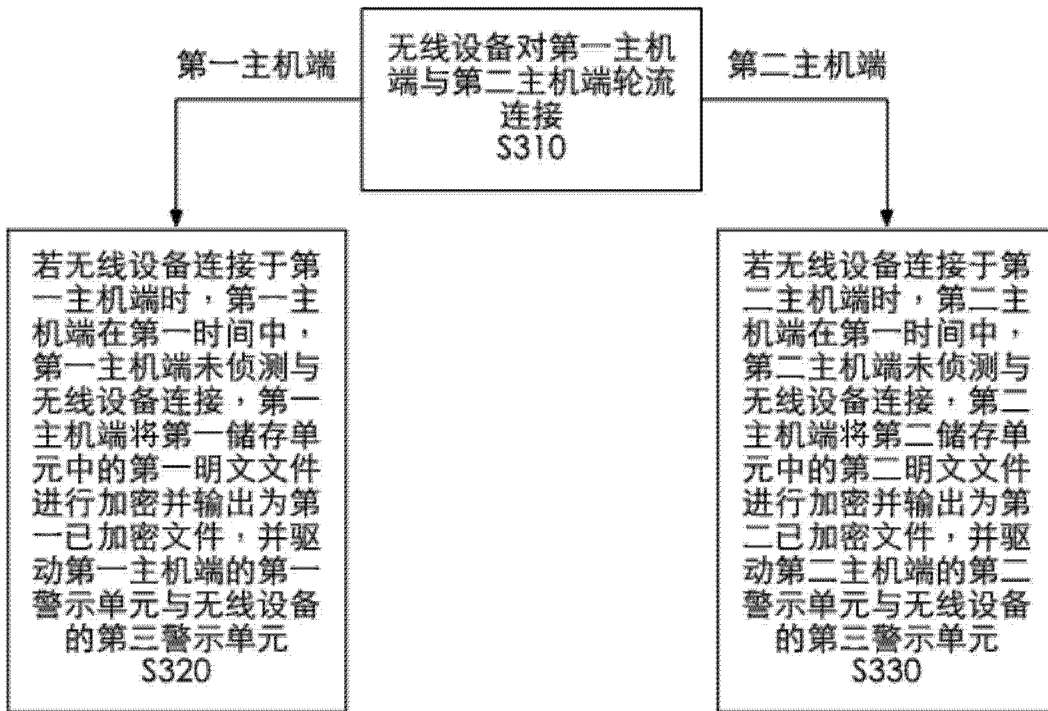 无线设备对第一主机
端与第二主机端轮流
连接
S310
第一主机端
第二主机端
若无线设备连接于第
一主机端时，第一主
机端在第一时间中，
第一主机端未侦测与
无线设备连接，第一
主机端将第一储存单
元中的第一明文文件
进行加密并输出为第
一已加密文件，并驱
动第一主机端的第一
警示单元与无线设备
的第三警示单元
S320
若无线设备连接于第
二主机端时，第二主
机端在第一时间中，
第二主机端未侦测与
无线设备连接，第二
主机端将第二储存单
元中的第二明文文件
进行加密并输出为第
二已加密文件，并驱
动第二主机端的第二
警示单元与无线设备
的第三警示单元
S330